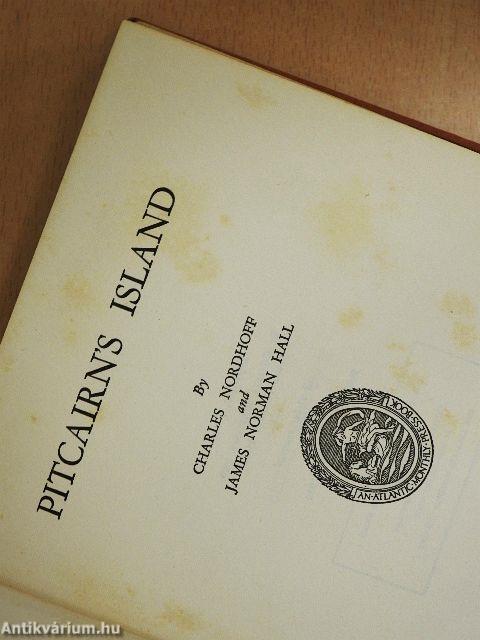 PITCAIRN'S ISLAND
By
CHARLES NORDHOFF
and
JAMES NORMAN HALL
AN·ATLANTIC·MONTHLY·PRESS·BOOK
Antikvárium.hu